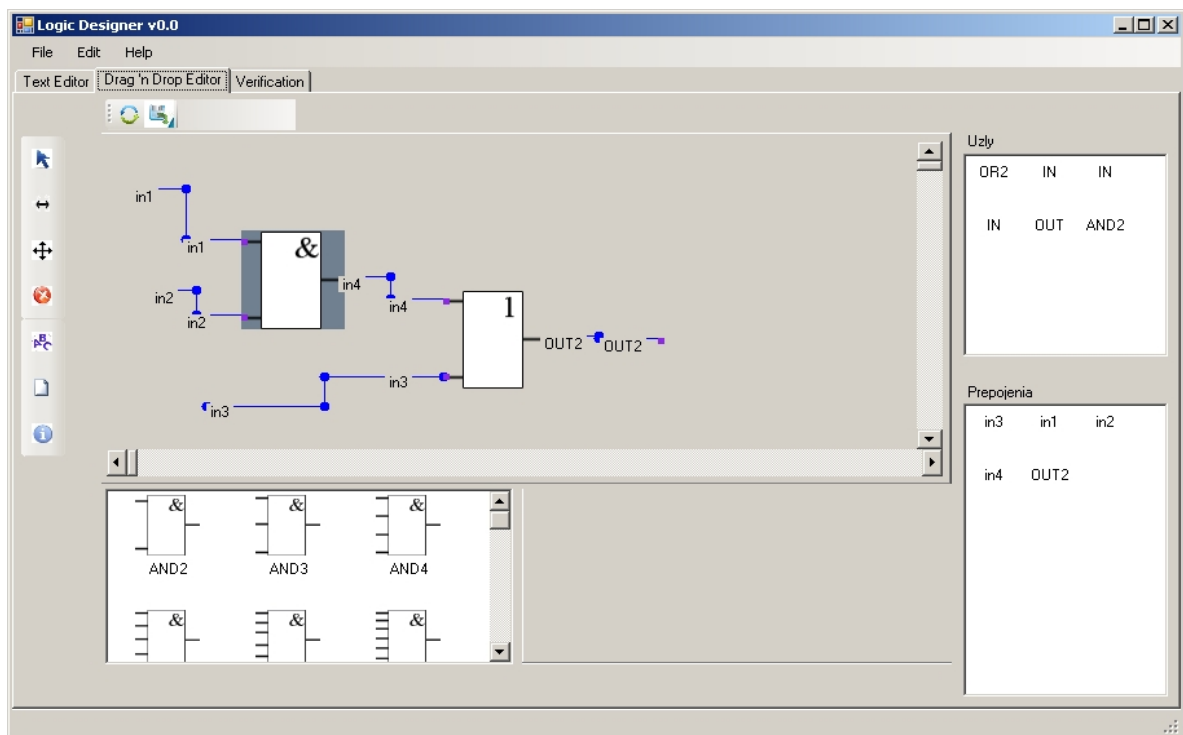 Logic Designer v0.0
File Edit Help
Text Editor Drag 'n Drop Editor Verification
Uzly
OR2 IN IN
IN OUT AND2
in1
in1
&
in2
in2
in4
in4
1
OUT2 OUT2
in3
in3
Prepojenia
in3 in1 in2
in4 OUT2
& & &
AND2 AND3 AND4
& & &
ABC